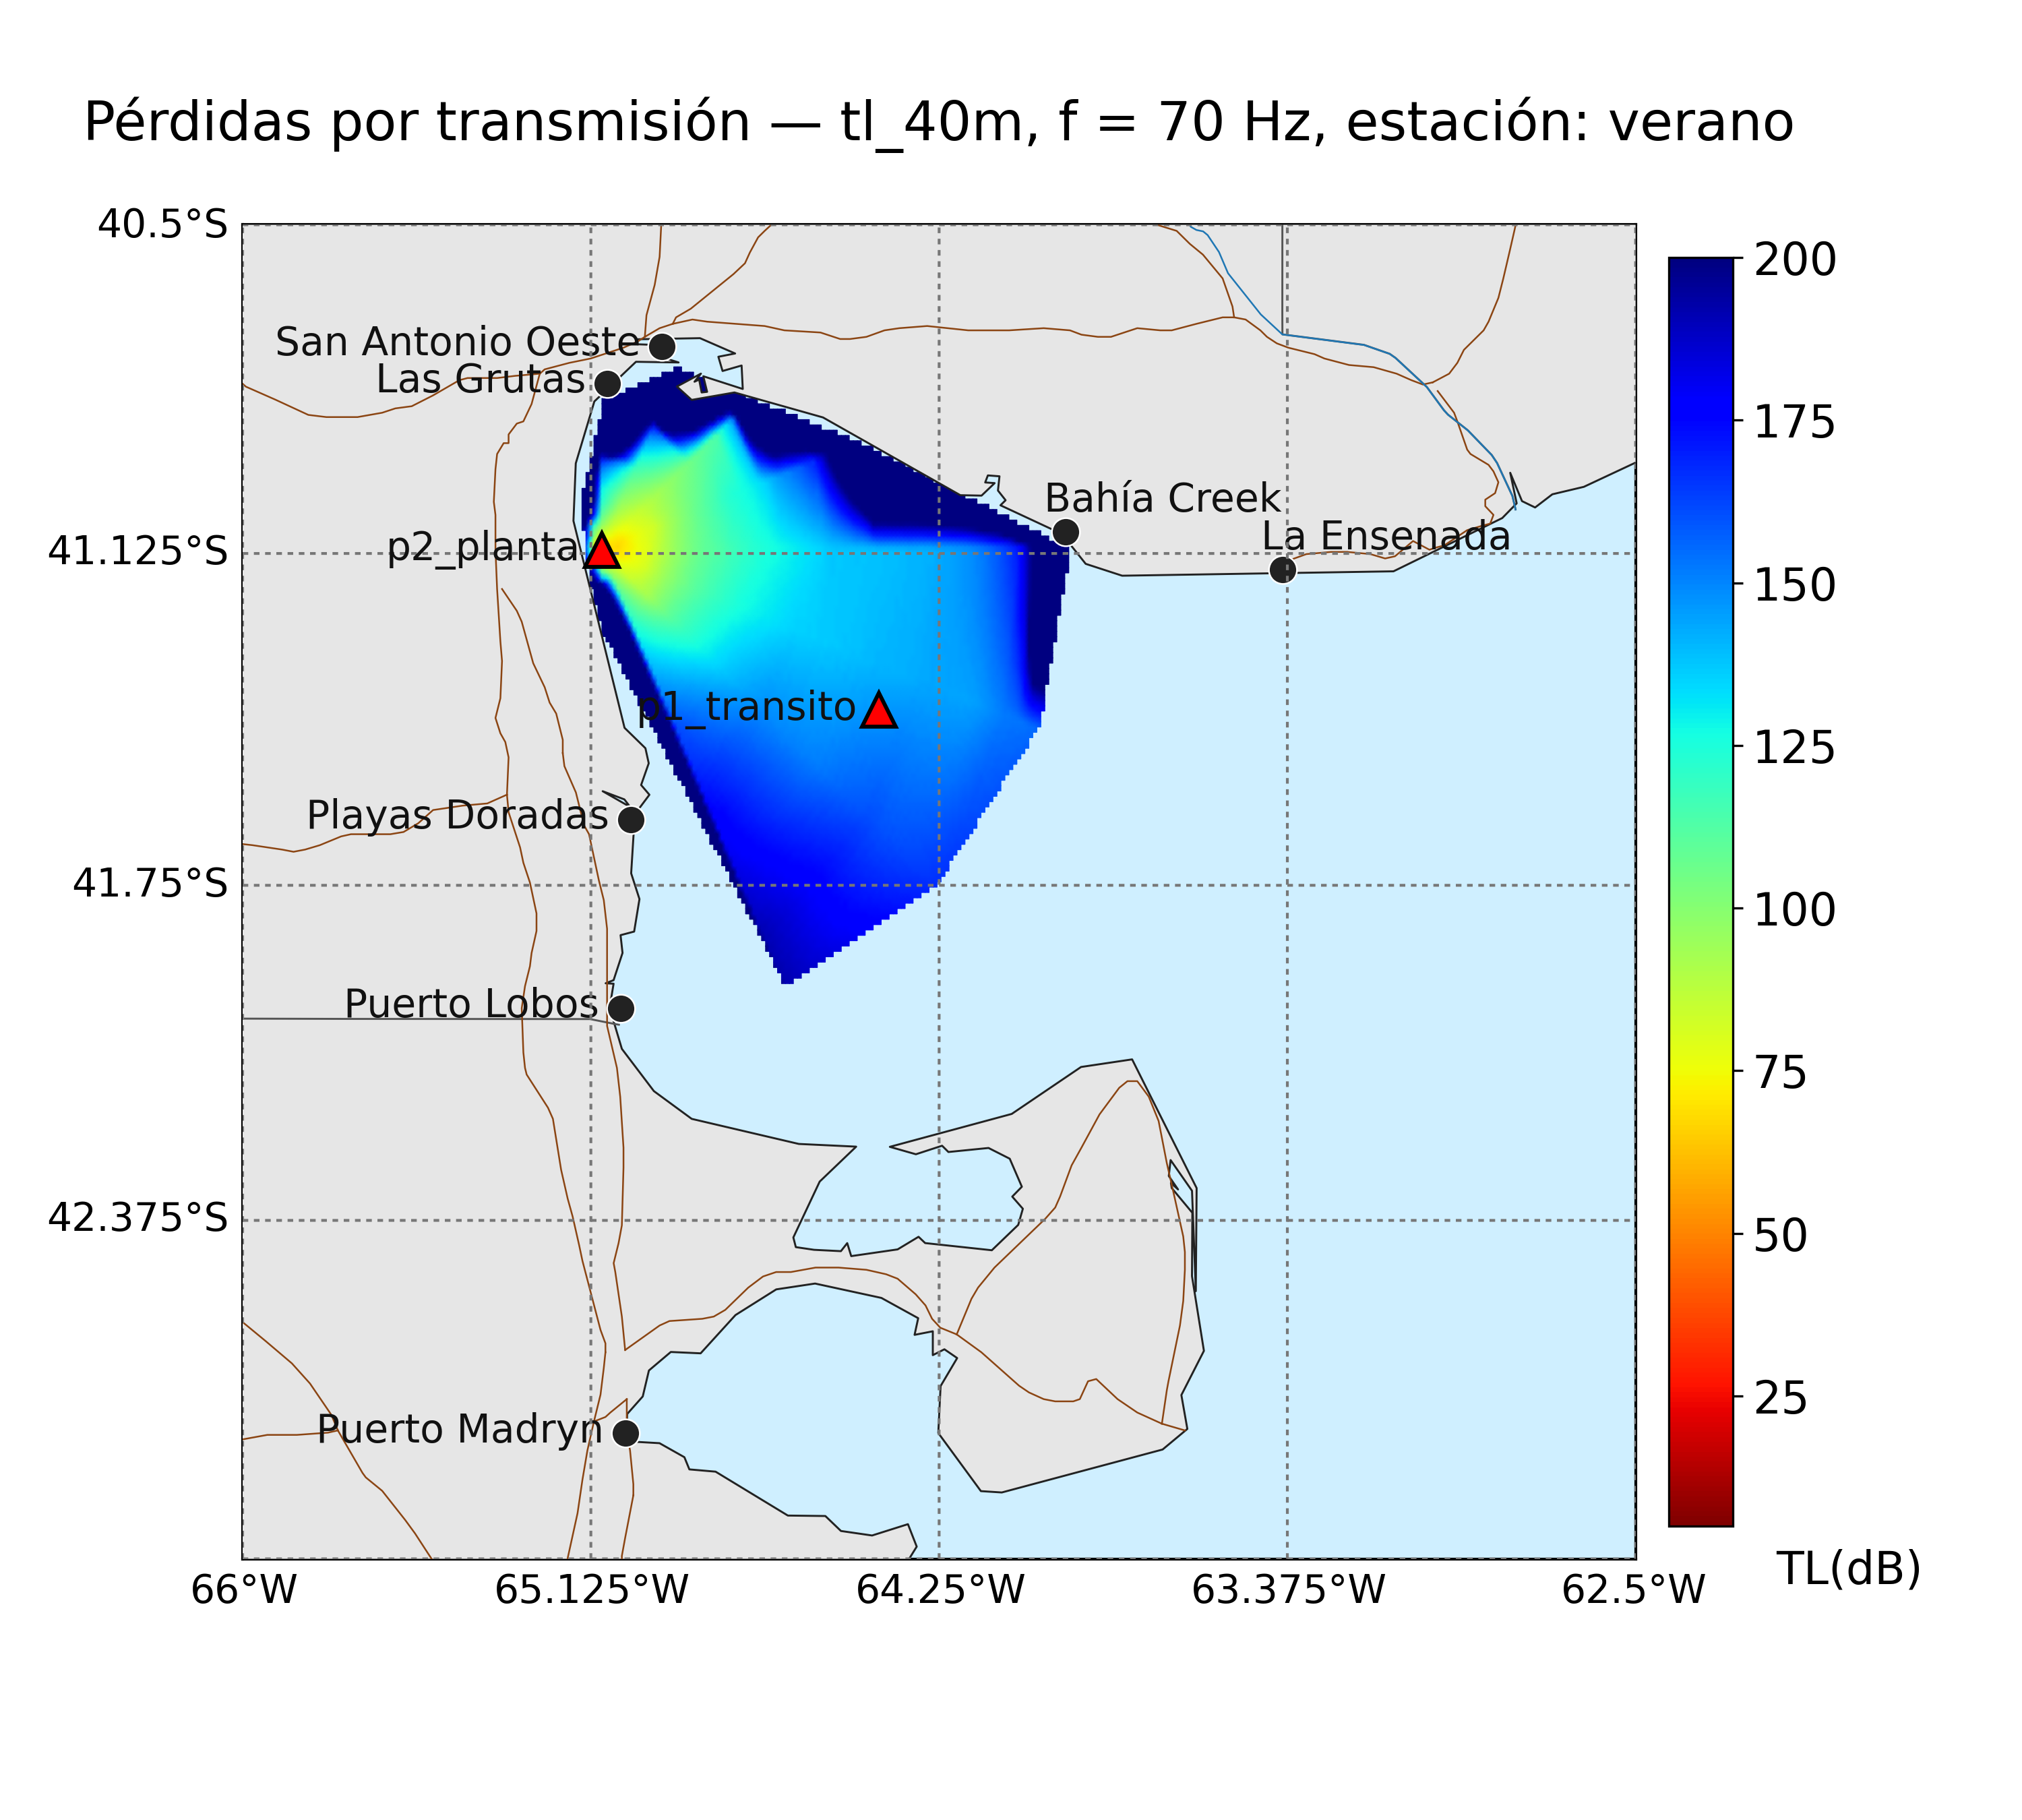 Pérdidas por transmisión — tl_40m, f = 70 Hz, estación: verano
40.5°S
200
San Antonio Oeste
Las Grutas
175
Bahía Creek
La Ensenada
p2_planta
41.125°S
150
p1_transito
125
Playas Doradas
41.75°S
100
Puerto Lobos
75
42.375°S
50
25
Puerto Madryn
TL(dB)
66°W
65.125°W
64.25°W
63.375°W
62.5°W